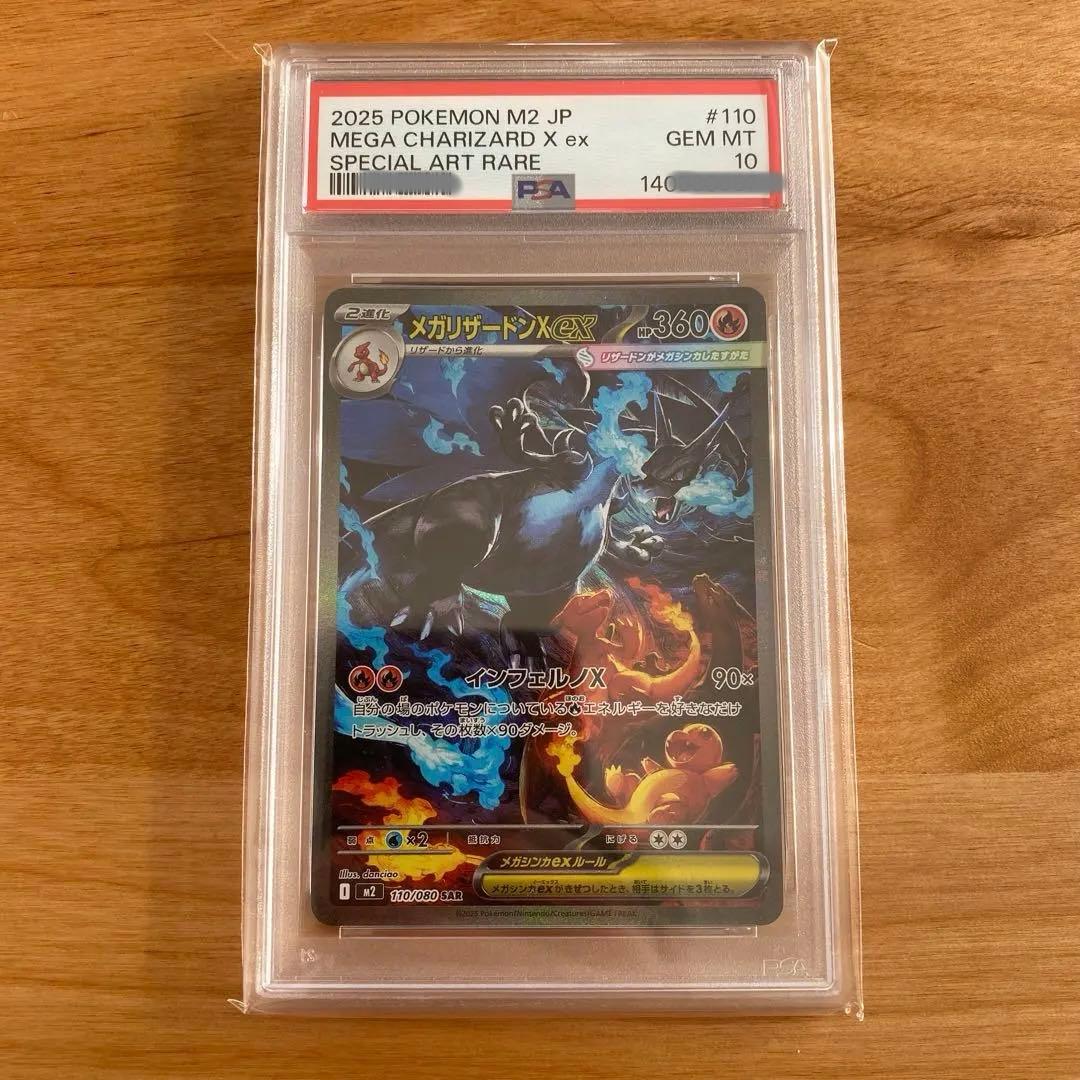 2025 POKEMON M2 JP #110
MEGA CHARIZARD X ex GEM MT
SPECIAL ART RARE 10
PSA 140
2進化
メガリザードンXex HP360
リザードから進化
リザードンがメガシンカしたすがた
インフェルノX 90×
自分の場のポケモンについている エネルギーを好きなだけ
トラッシュし、その枚数×90ダメージ。
弱点 ×2 抵抗力 にげる
メガシンカexルール
メガシンカexがきぜつしたとき、相手はサイドを3枚とる。
Illus. danciao
I M2 110/080 SAR
©2025 Pokémon/Nintendo/Creatures/GAME FREAK
PSA